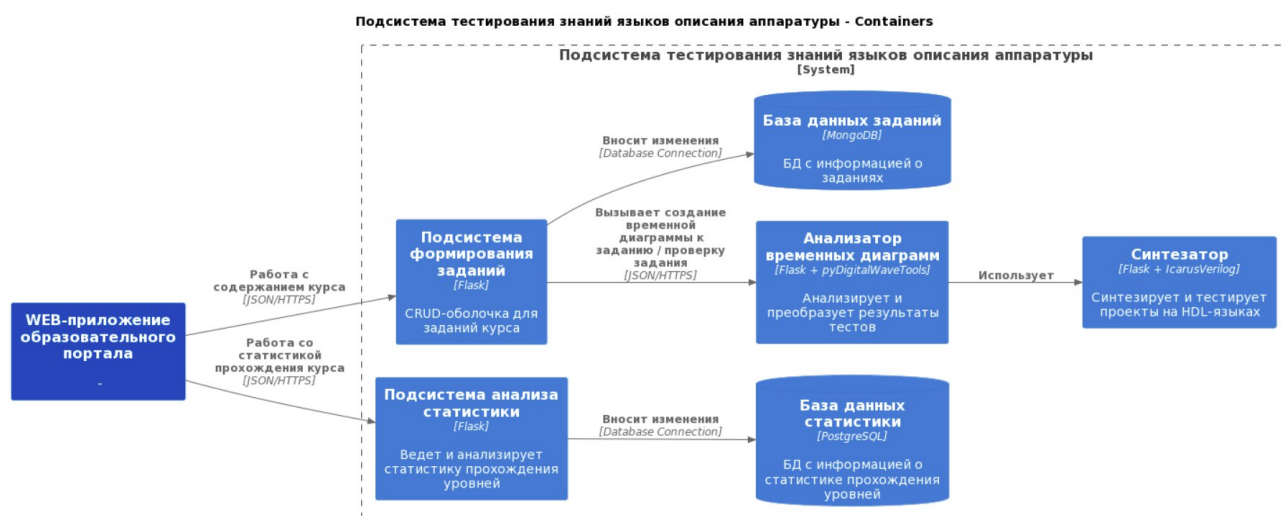 Подсистема тестирования знаний языков описания аппаратуры - Containers
Подсистема тестирования знаний языков описания аппаратуры
[System]
База данных заданий
[MongoDB]
БД с информацией о
заданиях
Вносит изменения
[Database Connection]
Вызывает создание
временной
диаграммы к
заданию / проверку
задания
[JSON/HTTPS]
Подсистема
формирования
заданий
[Flask]
CRUD-оболочка для
заданий курса
Анализатор
временных диаграмм
[Flask + pyDigitalWaveTools]
Анализирует и
преобразует результаты
тестов
Использует
Синтезатор
[Flask + IcarusVerilog]
Синтезирует и тестирует
проекты на HDL-языках
Работа с
содержанием курса
[JSON/HTTPS]
WEB-приложение
образовательного
портала
-
Работа со
статистикой
прохождения курса
[JSON/HTTPS]
Подсистема анализа
статистики
[Flask]
Ведет и анализирует
статистику прохождения
уровней
Вносит изменения
[Database Connection]
База данных
статистики
[PostgreSQL]
БД с информацией о
статистике прохождения
уровней